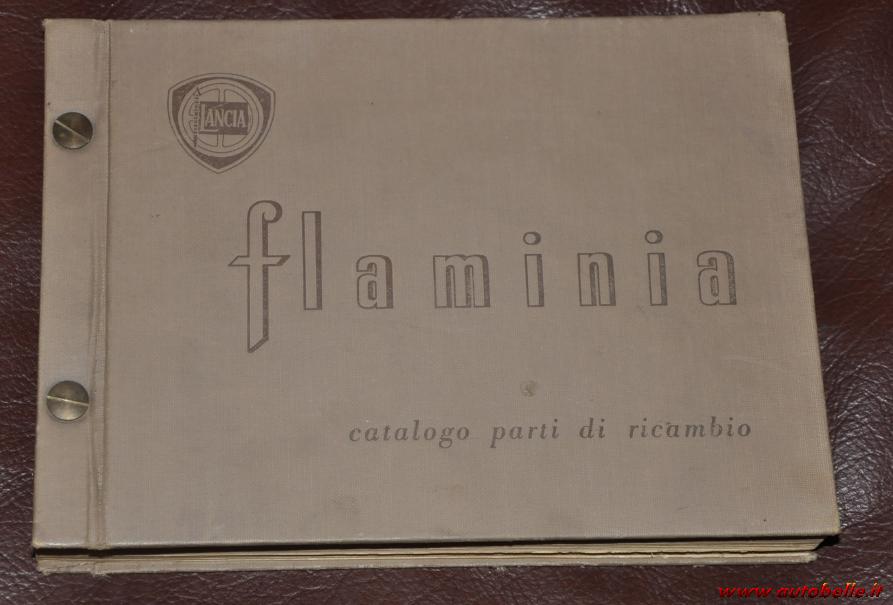 LANCIA
flaminia
catalogo parti di ricambio
www.autobelle.it